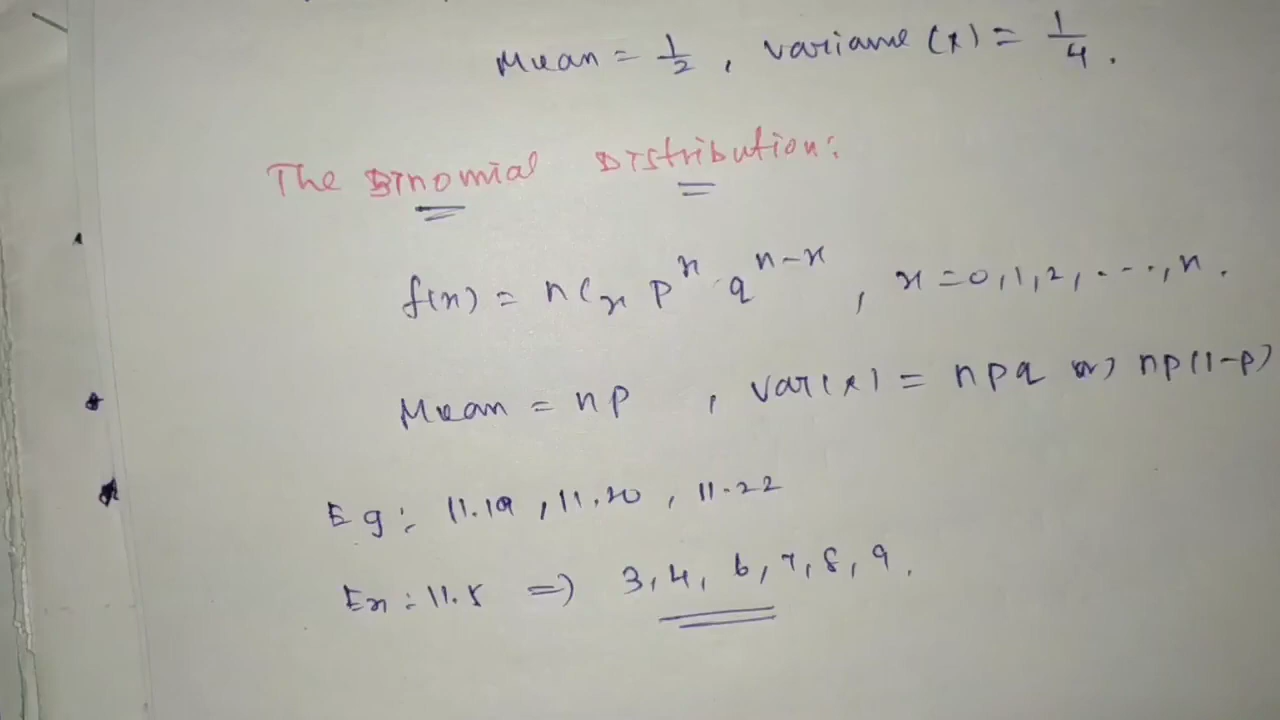 Mean = 1/2 , variance (x) = 1/4 .
The Binomial Distribution:
f(x) = nCx p^x q^n-x , x = 0,1,2, ...., n .
Mean = np , var(x) = npq or) np(1-p)
Eg: 11.19 , 11.20 , 11.22
Ex: 11.5 => 3, 4, 6, 7, 8, 9 .